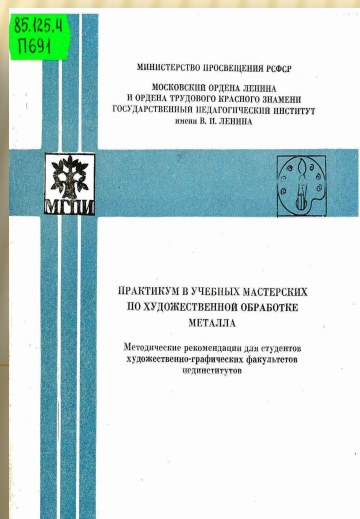 85.125.4
П691
МИНИСТЕРСТВО ПРОСВЕЩЕНИЯ РСФСР
МОСКОВСКИЙ ОРДЕНА ЛЕНИНА
И ОРДЕНА ТРУДОВОГО КРАСНОГО ЗНАМЕНИ
ГОСУДАРСТВЕННЫЙ ПЕДАГОГИЧЕСКИЙ ИНСТИТУТ
имени В. И. ЛЕНИНА
МГПИ
ПРАКТИКУМ В УЧЕБНЫХ МАСТЕРСКИХ
ПО ХУДОЖЕСТВЕННОЙ ОБРАБОТКЕ
МЕТАЛЛА
Методические рекомендации для студентов
художественно-графических факультетов
пединститутов